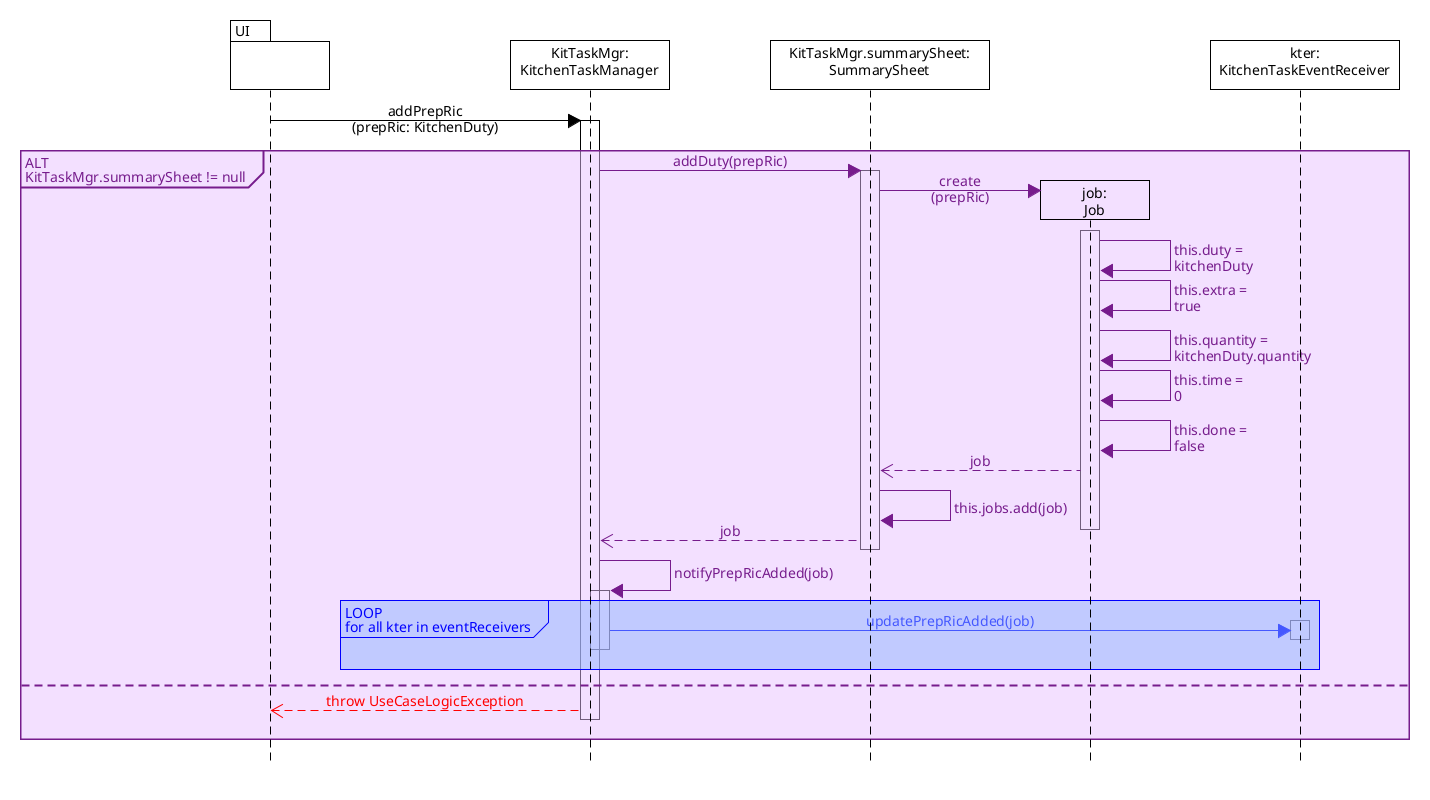 UI
KitTaskMgr:
KitchenTaskManager
KitTaskMgr.summarySheet:
SummarySheet
kter:
KitchenTaskEventReceiver
addPrepRic
(prepRic: KitchenDuty)
ALT
KitTaskMgr.summarySheet != null
addDuty(prepRic)
create
(prepRic)
job:
Job
this.duty =
kitchenDuty
this.extra =
true
this.quantity =
kitchenDuty.quantity
this.time =
0
this.done =
false
job
this.jobs.add(job)
job
notifyPrepRicAdded(job)
LOOP
for all kter in eventReceivers
updatePrepRicAdded(job)
throw UseCaseLogicException